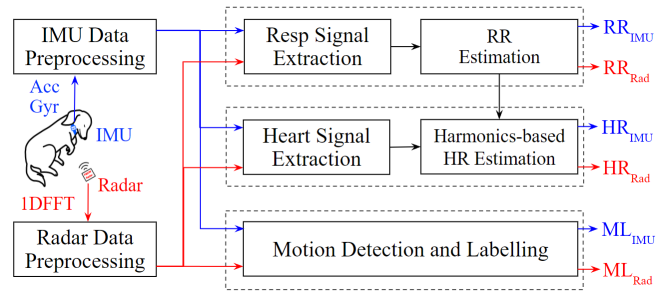 IMU Data
Preprocessing
Acc
Gyr
IMU
Radar
1DFFT
Radar Data
Preprocessing
Resp Signal
Extraction
RR
Estimation
RR_IMU
RR_Rad
Heart Signal
Extraction
Harmonics-based
HR Estimation
HR_IMU
HR_Rad
Motion Detection and Labelling
ML_IMU
ML_Rad